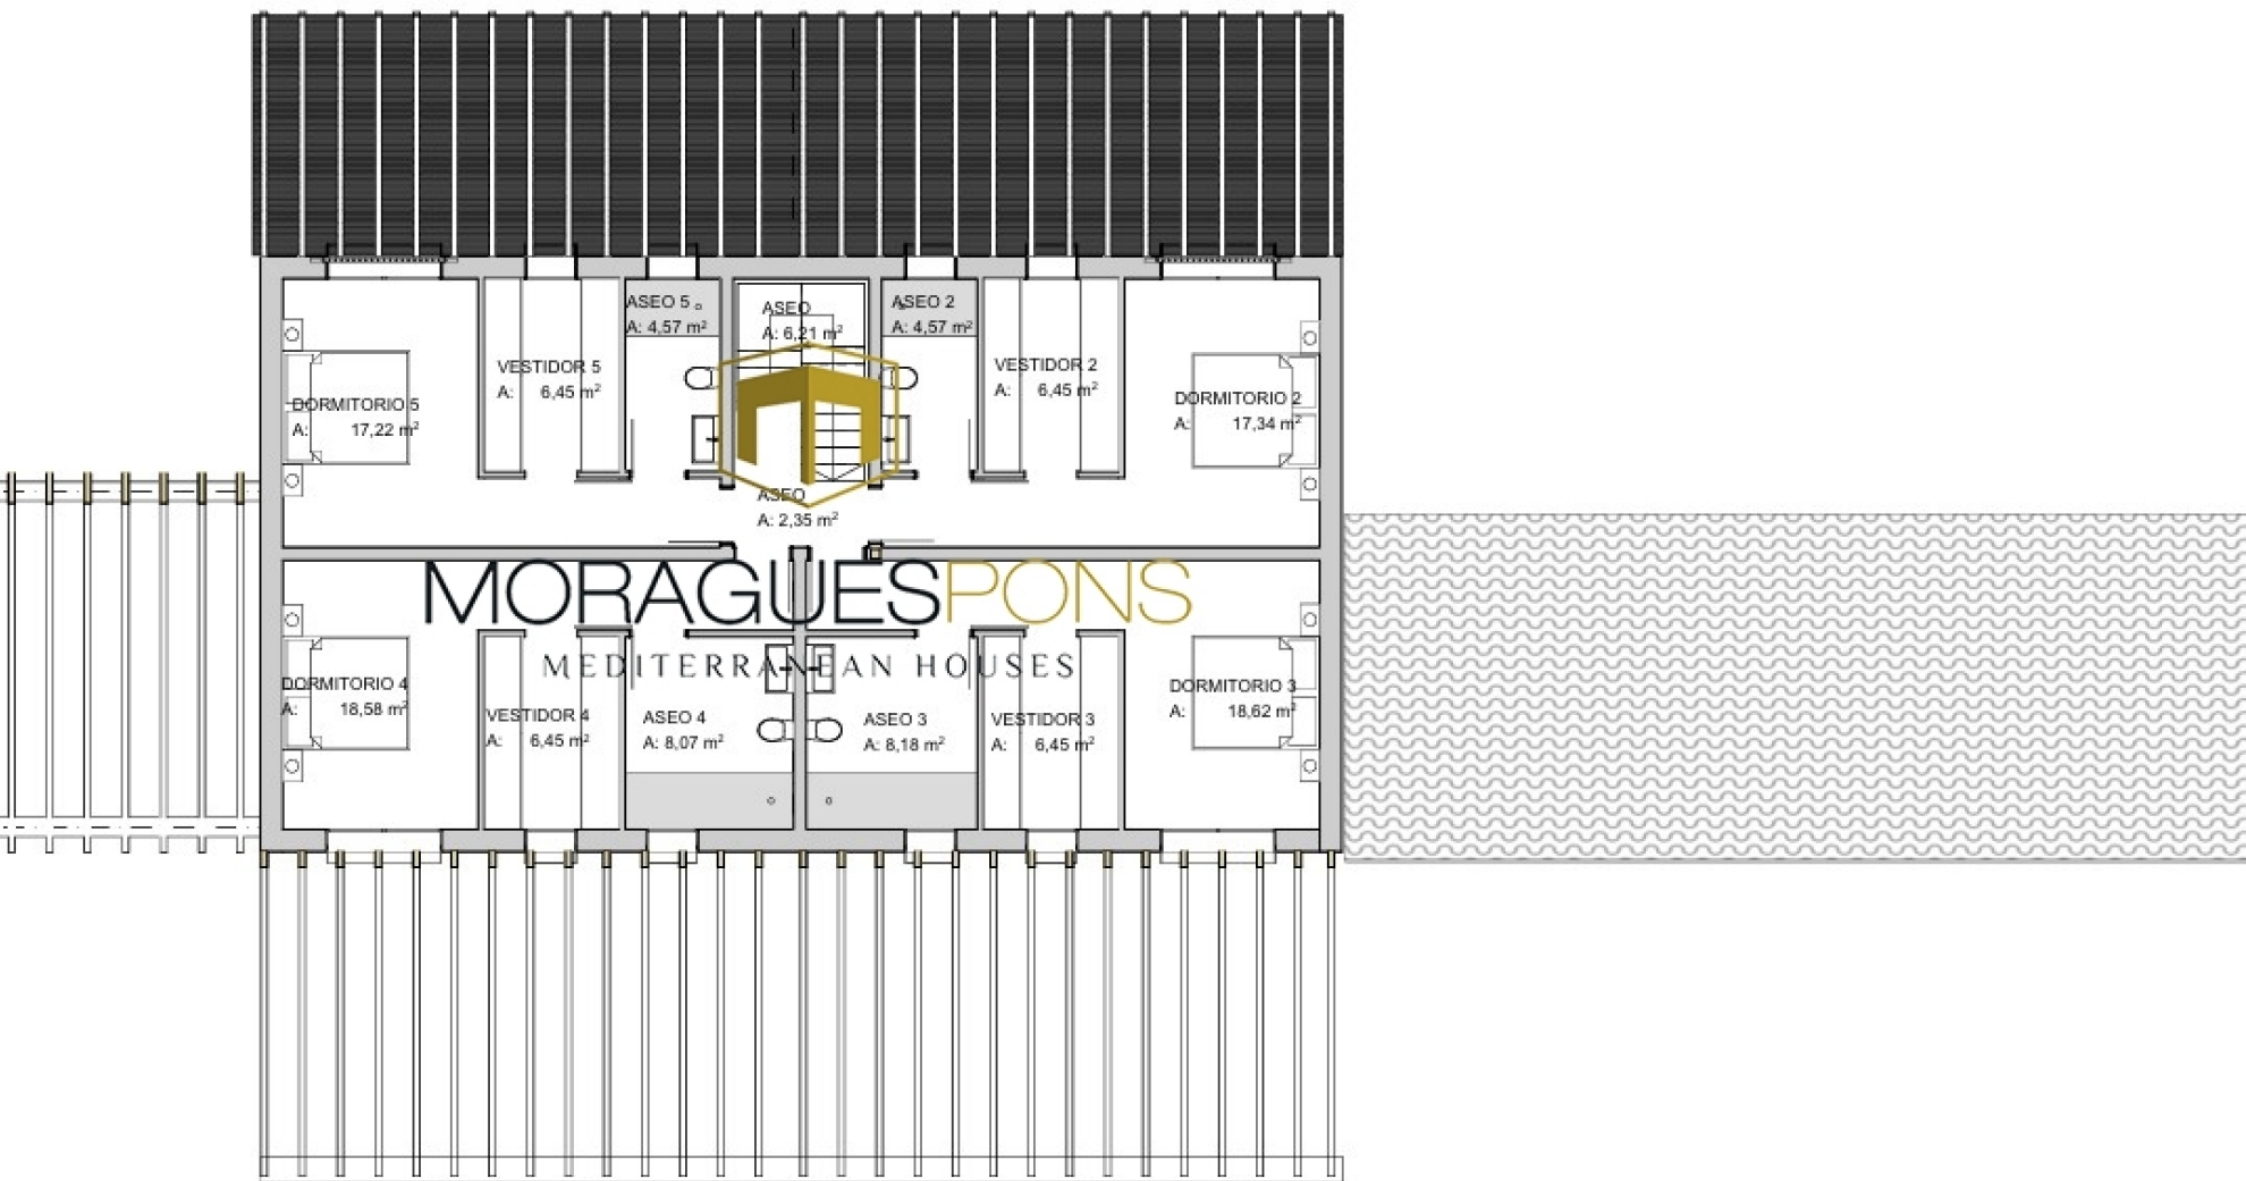 ASEO 5
A: 4,57 m²
ASEO
A: 6,21 m²
ASEO 2
A: 4,57 m²
VESTIDOR 5
A: 6,45 m²
VESTIDOR 2
A: 6,45 m²
DORMITORIO 5
A: 17,22 m²
DORMITORIO 2
A: 17,34 m²
ASEO
A: 2,35 m²
MORAGUESPONS
MEDITERRANEAN HOUSES
DORMITORIO 4
A: 18,58 m²
VESTIDOR 4
A: 6,45 m²
ASEO 4
A: 8,07 m²
ASEO 3
A: 8,18 m²
VESTIDOR 3
A: 6,45 m²
DORMITORIO 3
A: 18,62 m²